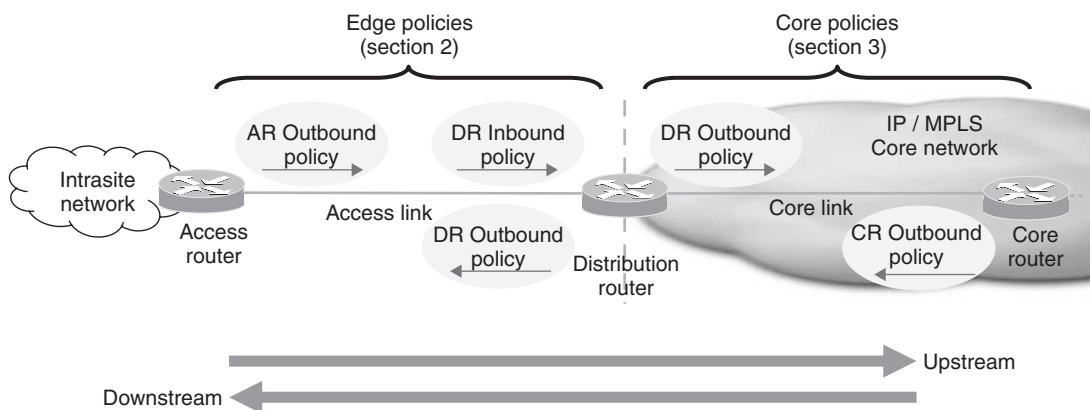 Edge policies
(section 2)
Core policies
(section 3)
AR Outbound
policy
DR Inbound
policy
DR Outbound
policy
IP / MPLS
Core network
Intrasite
network
Access link
Core link
Access
router
DR Outbound
policy
Distribution
router
CR Outbound
policy
Core
router
Upstream
Downstream